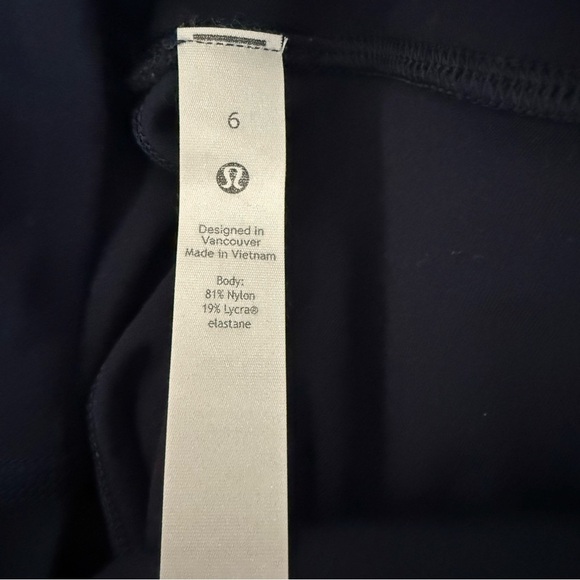 6
Designed in
Vancouver
Made in Vietnam
Body:
81% Nylon
19% Lycra®
elastane